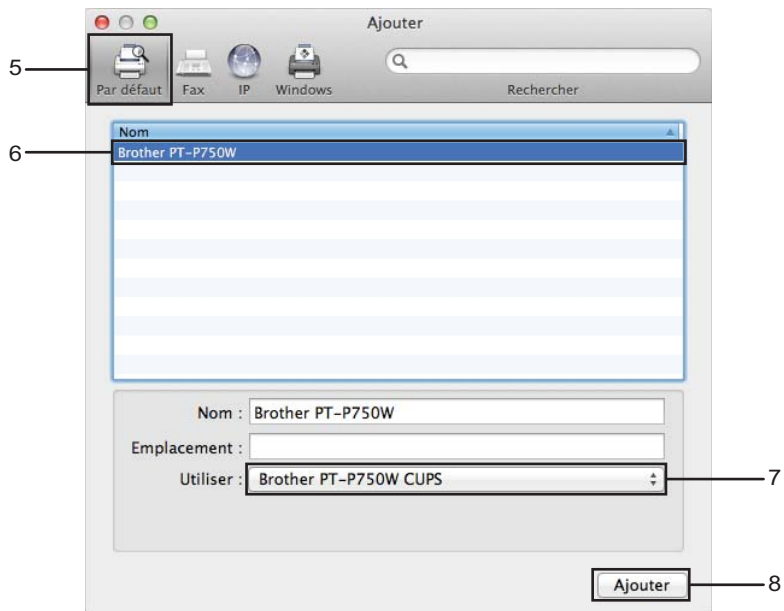 Ajouter
5
Par défaut Fax IP Windows Rechercher
Nom
6
Brother PT-P750W
Nom : Brother PT-P750W
Emplacement :
Utiliser : Brother PT-P750W CUPS
7
Ajouter
8